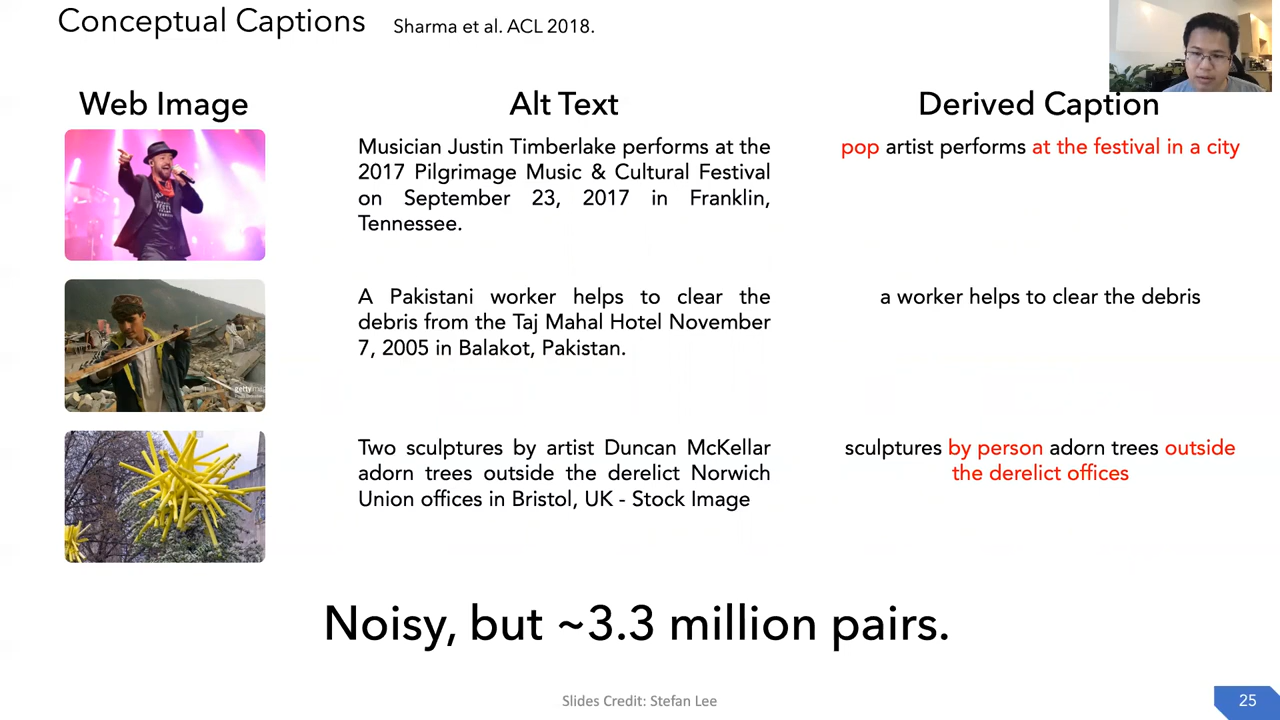 Conceptual Captions Sharma et al. ACL 2018.
Web Image Alt Text Derived Caption
Musician Justin Timberlake performs at the
2017 Pilgrimage Music & Cultural Festival
on September 23, 2017 in Franklin,
Tennessee.
pop artist performs at the festival in a city
A Pakistani worker helps to clear the
debris from the Taj Mahal Hotel November
7, 2005 in Balakot, Pakistan.
a worker helps to clear the debris
Two sculptures by artist Duncan McKellar
adorn trees outside the derelict Norwich
Union offices in Bristol, UK - Stock Image
sculptures by person adorn trees outside
the derelict offices
Noisy, but ~3.3 million pairs.
Slides Credit: Stefan Lee
25